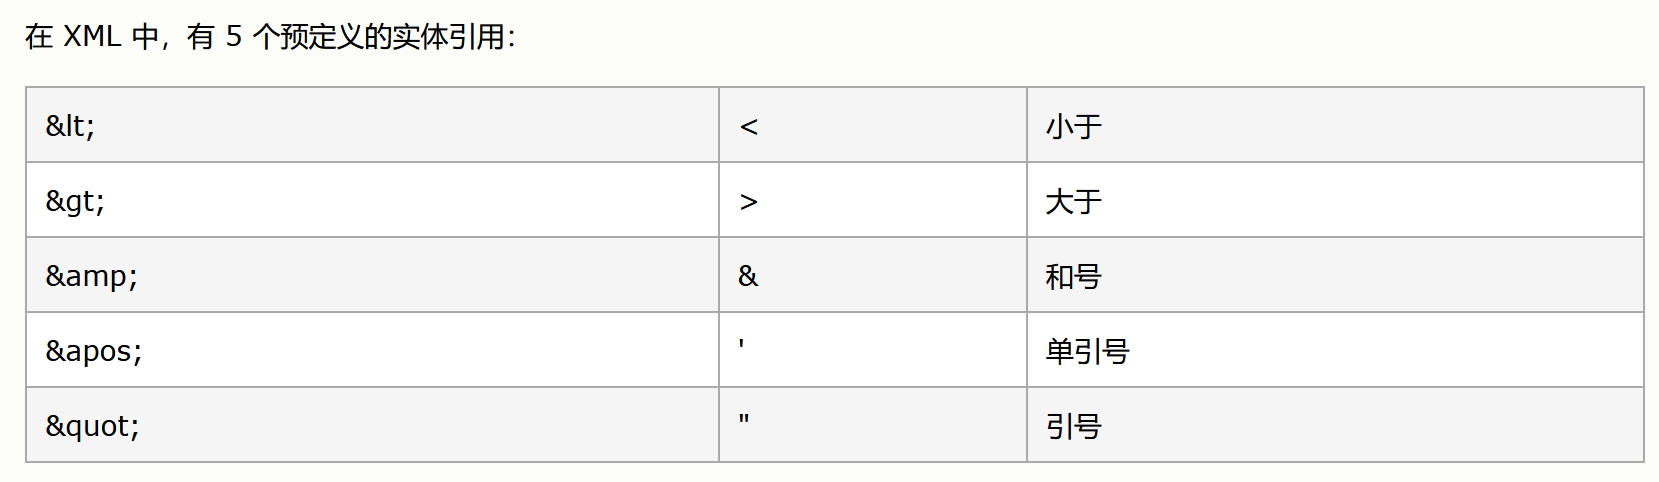 在 XML 中，有 5 个预定义的实体引用：
&lt; < 小于
&gt; > 大于
&amp; & 和号
&apos; ' 单引号
&quot; " 引号